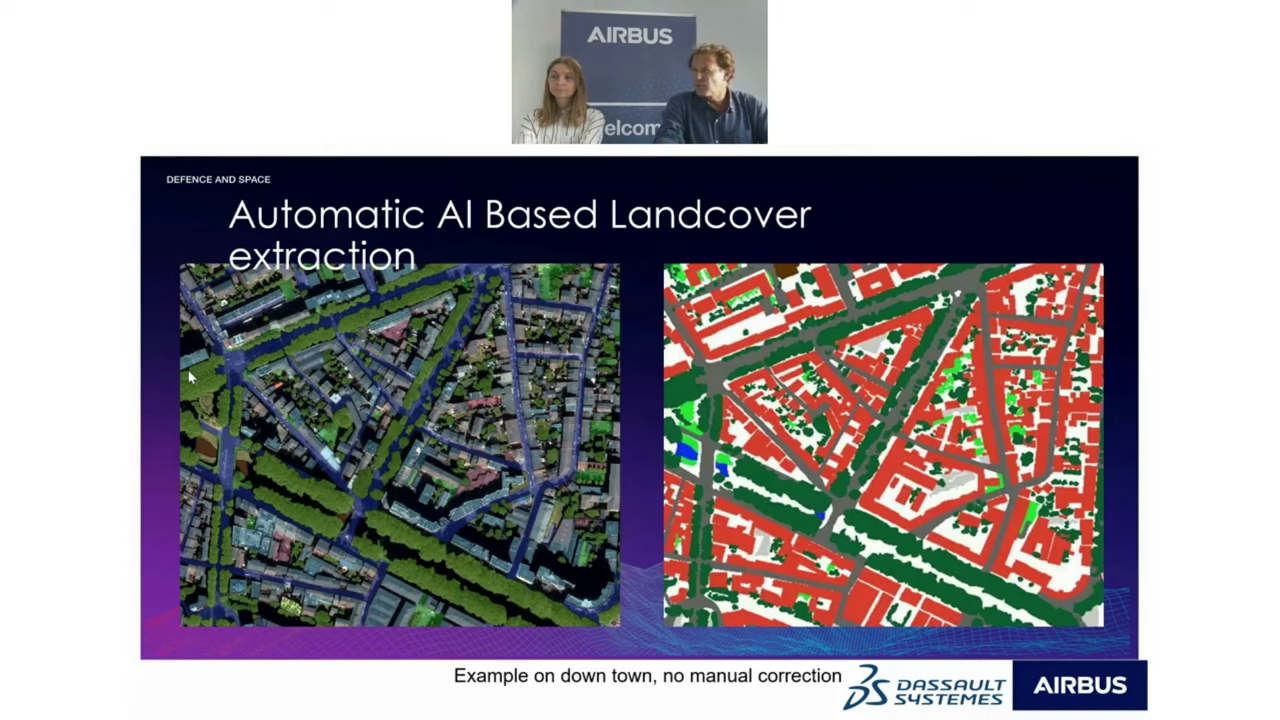 AIRBUS
elcom
DEFENCE AND SPACE
Automatic AI Based Landcover
extraction
Example on down town, no manual correction
DASSAULT
SYSTEMES
AIRBUS